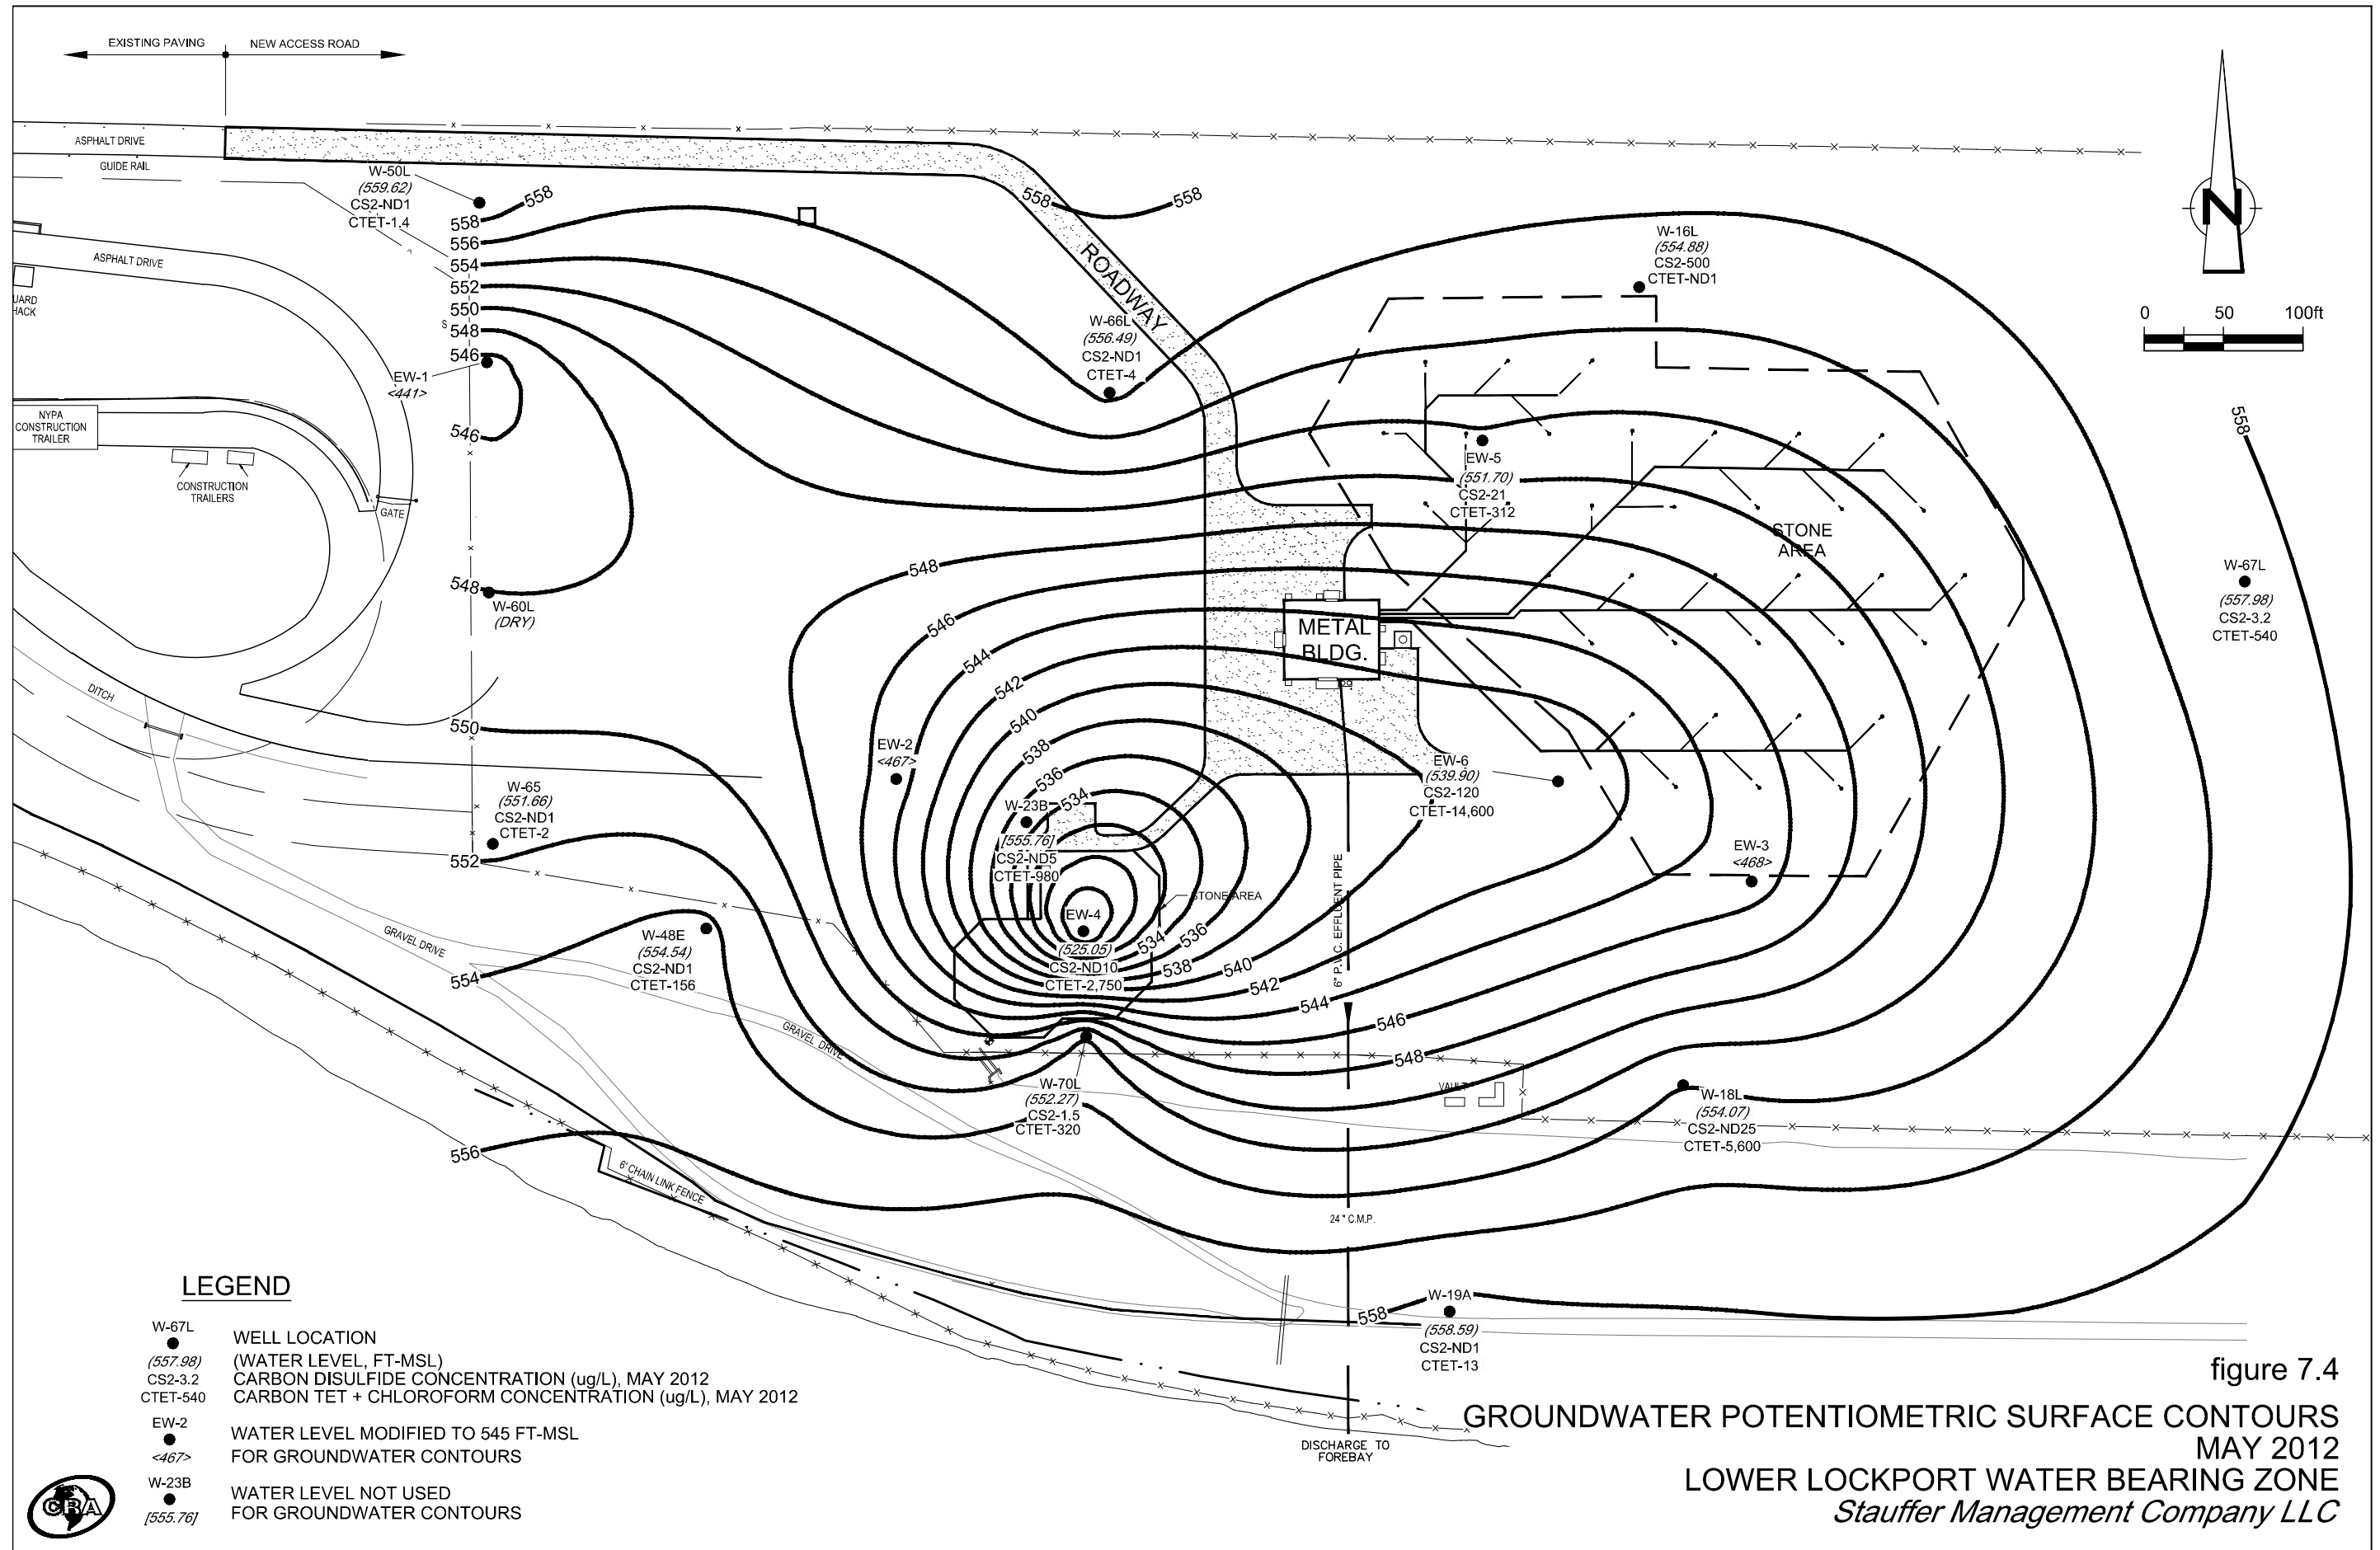 EXISTING PAVING
NEW ACCESS ROAD
ASPHALT DRIVE
GUIDE RAIL
W-50L
(559.62)
CS2-ND1
CTET-1.4
558
558
556
554
552
550
548
546
EW-1
<441>
546
548
W-60L
(DRY)
ASPHALT DRIVE
UARD
HACK
NYPA
CONSTRUCTION
TRAILER
CONSTRUCTION
TRAILERS
GATE
DITCH
558
558
ROADWAY
W-66L
(556.49)
CS2-ND1
CTET-4
W-16L
(554.88)
CS2-500
CTET-ND1
N
0 50 100ft
EW-5
(551.70)
CS2-21
CTET-312
STONE
AREA
558
W-67L
(557.98)
CS2-3.2
CTET-540
548
546
544
542
540
538
536
534
METAL
BLDG.
550
EW-2
<467>
W-23B
[555.76]
CS2-ND5
CTET-980
EW-6
(539.90)
CS2-120
CTET-14,600
W-65
(551.66)
CS2-ND1
CTET-2
552
EW-3
<468>
STONE AREA
6" P.V.C. EFFLUENT PIPE
EW-4
(525.05)
CS2-ND10
CTET-2,750
534
536
538
540
542
544
546
548
W-48E
(554.54)
CS2-ND1
CTET-156
554
GRAVEL DRIVE
GRAVEL DRIVE
W-70L
(552.27)
CS2-1.5
CTET-320
VAULT
W-18L
(554.07)
CS2-ND25
CTET-5,600
556
6' CHAIN LINK FENCE
24" C.M.P.
558
W-19A
(558.59)
CS2-ND1
CTET-13
DISCHARGE TO
FOREBAY
LEGEND
W-67L
WELL LOCATION
(557.98) (WATER LEVEL, FT-MSL)
CS2-3.2 CARBON DISULFIDE CONCENTRATION (ug/L), MAY 2012
CTET-540 CARBON TET + CHLOROFORM CONCENTRATION (ug/L), MAY 2012
EW-2
WATER LEVEL MODIFIED TO 545 FT-MSL
<467> FOR GROUNDWATER CONTOURS
W-23B
WATER LEVEL NOT USED
[555.76] FOR GROUNDWATER CONTOURS
CRA
figure 7.4
GROUNDWATER POTENTIOMETRIC SURFACE CONTOURS
MAY 2012
LOWER LOCKPORT WATER BEARING ZONE
Stauffer Management Company LLC